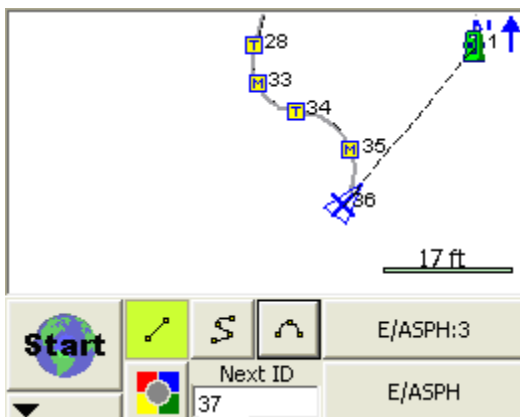 28
1
T
M
33
T
34
M
35
36
17 ft
Start
E/ASPH:3
Next ID
37
E/ASPH